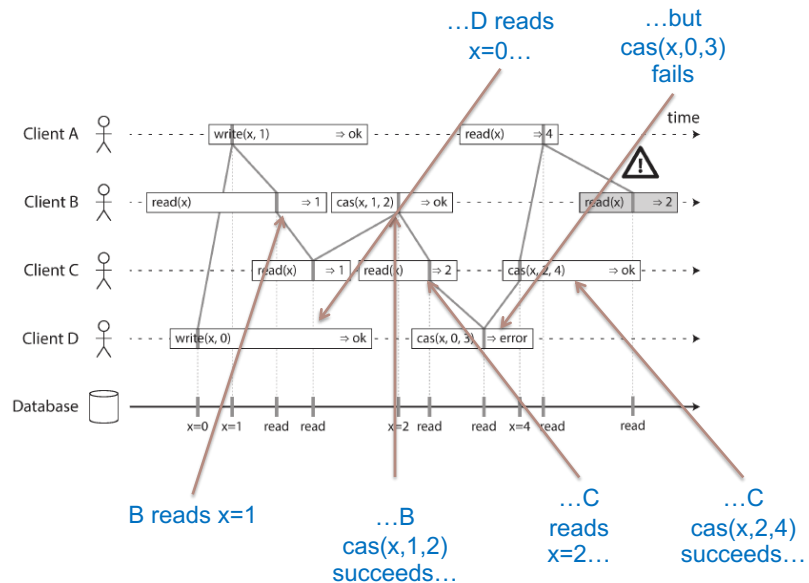 …D reads
x=0…
…but
cas(x,0,3)
fails
time
Client A
write(x, 1) ⇒ ok
read(x) ⇒ 4
!
Client B
read(x) ⇒ 1
cas(x, 1, 2) ⇒ ok
read(x) ⇒ 2
Client C
read(x) ⇒ 1
read(x) ⇒ 2
cas(x, 2, 4) ⇒ ok
Client D
write(x, 0) ⇒ ok
cas(x, 0, 3) ⇒ error
Database
x=0 x=1 read read x=2 read read x=4 read read
B reads x=1
…B
cas(x,1,2)
succeeds…
…C
reads
x=2…
…C
cas(x,2,4)
succeeds…